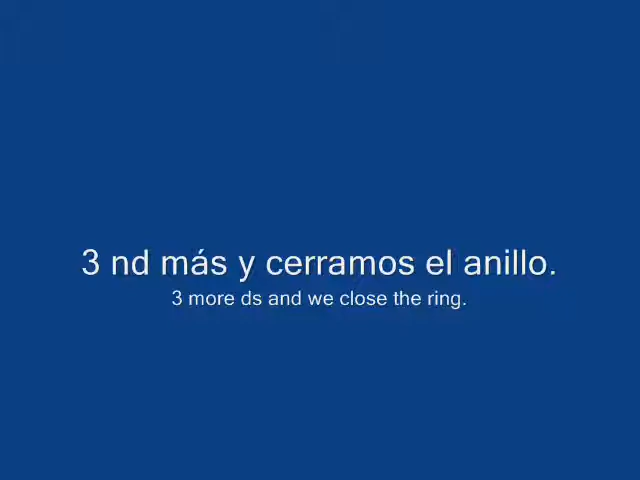 3 nd más y cerramos el anillo.
3 more ds and we close the ring.